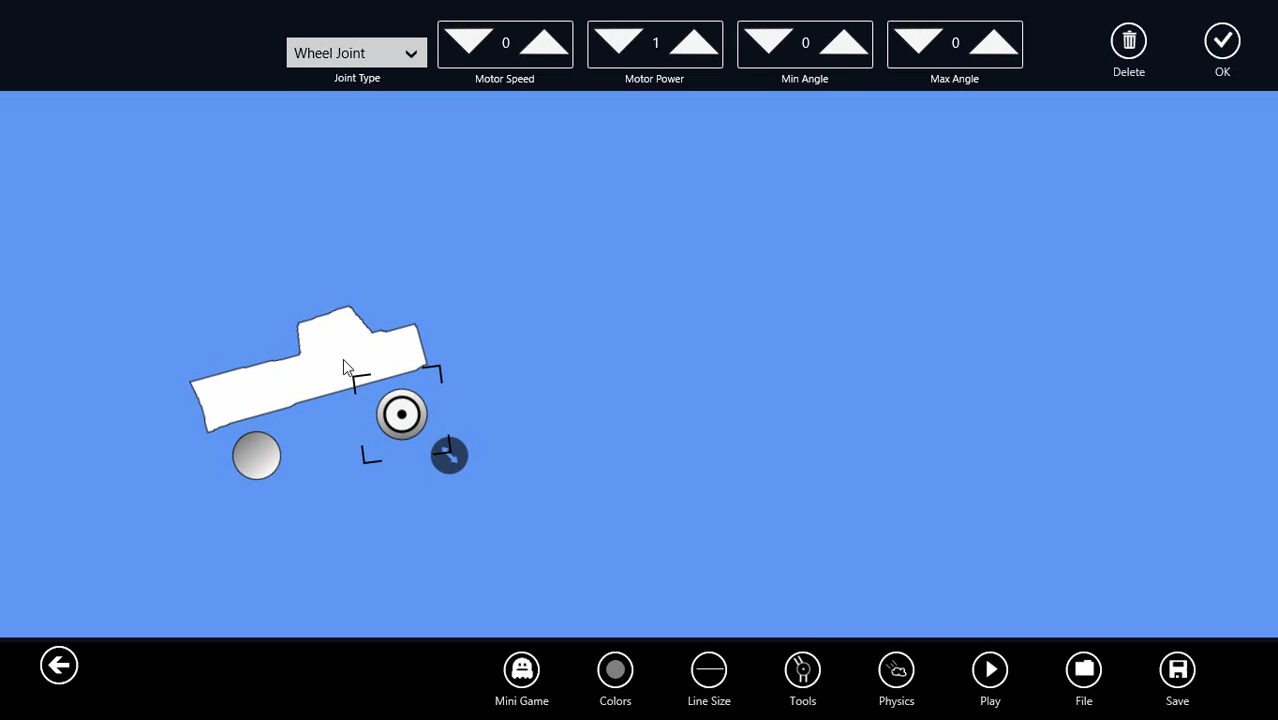 Wheel Joint
Joint Type
0
Motor Speed
1
Motor Power
0
Min Angle
0
Max Angle
Delete
OK
Mini Game
Colors
Line Size
Tools
Physics
Play
File
Save